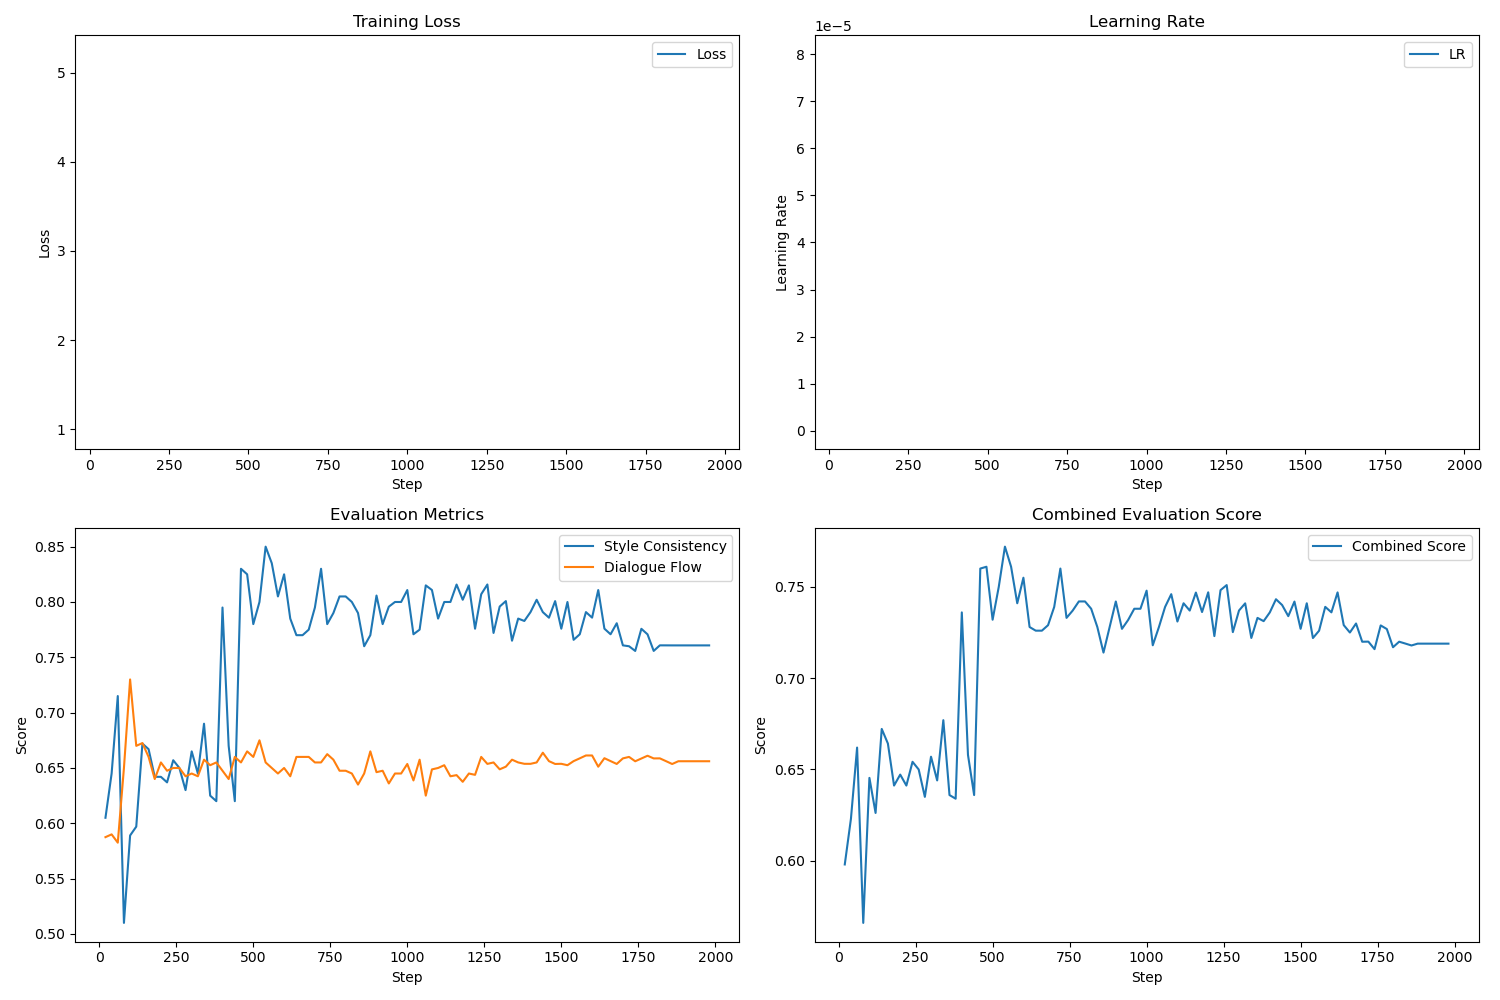 Training Loss
Loss
5
4
3
2
1
Loss
0 250 500 750 1000 1250 1500 1750 2000
Step
Learning Rate
1e−5
LR
8
7
6
5
4
3
2
1
0
Learning Rate
0 250 500 750 1000 1250 1500 1750 2000
Step
Evaluation Metrics
Style Consistency
Dialogue Flow
0.85
0.80
0.75
0.70
0.65
0.60
0.55
0.50
Score
0 250 500 750 1000 1250 1500 1750 2000
Step
Combined Evaluation Score
Combined Score
0.75
0.70
0.65
0.60
Score
0 250 500 750 1000 1250 1500 1750 2000
Step